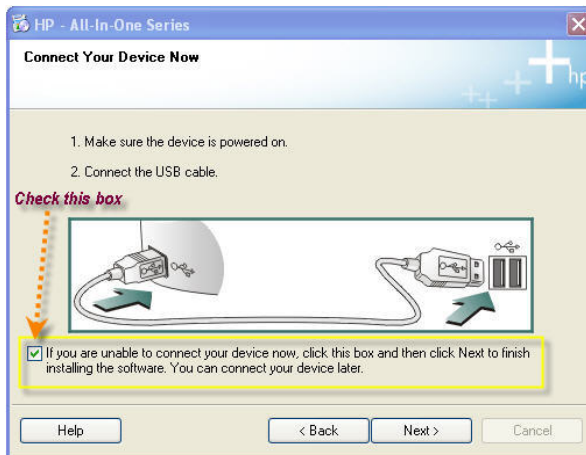 HP - All-In-One Series
Connect Your Device Now
hp
1. Make sure the device is powered on.
2. Connect the USB cable.
Check this box
If you are unable to connect your device now, click this box and then click Next to finish
installing the software. You can connect your device later.
Help
< Back
Next >
Cancel